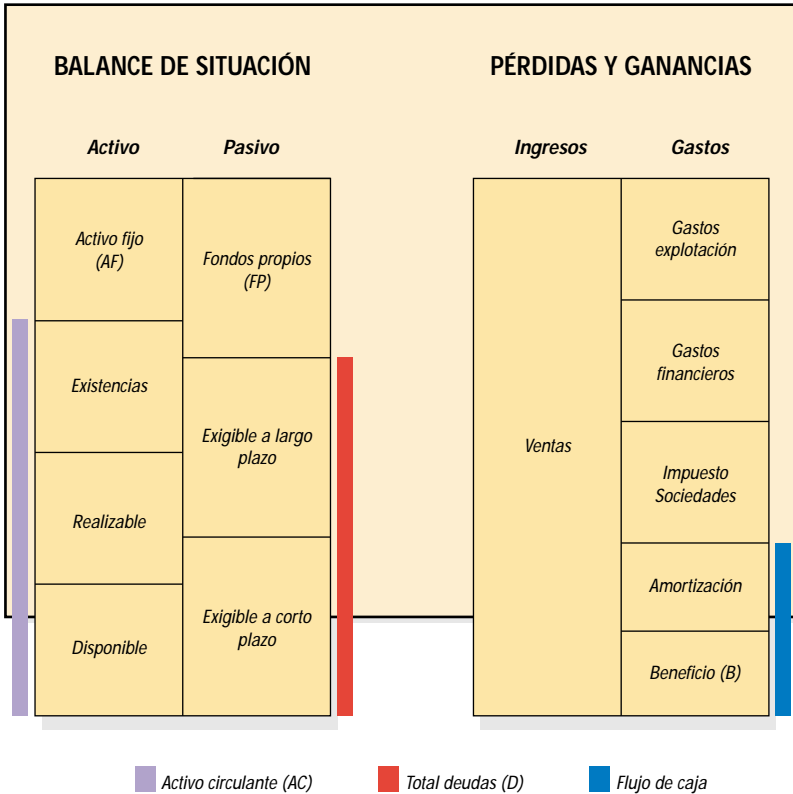 BALANCE DE SITUACIÓN
Activo
Pasivo
Activo fijo
(AF)
Existencias
Realizable
Disponible
Fondos propios
(FP)
Exigible a largo
plazo
Exigible a corto
plazo
PÉRDIDAS Y GANANCIAS
Ingresos
Gastos
Ventas
Gastos
explotación
Gastos
financieros
Impuesto
Sociedades
Amortización
Beneficio (B)
Activo circulante (AC)
Total deudas (D)
Flujo de caja